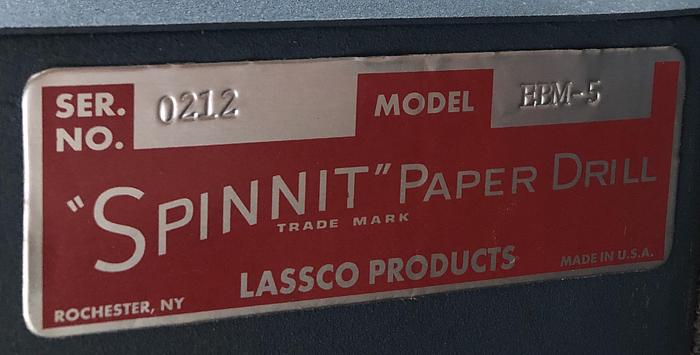 SER. NO. 0212 MODEL EBM-5
"SPINNIT" PAPER DRILL
TRADE MARK
LASSCO PRODUCTS
ROCHESTER, NY MADE IN U.S.A.